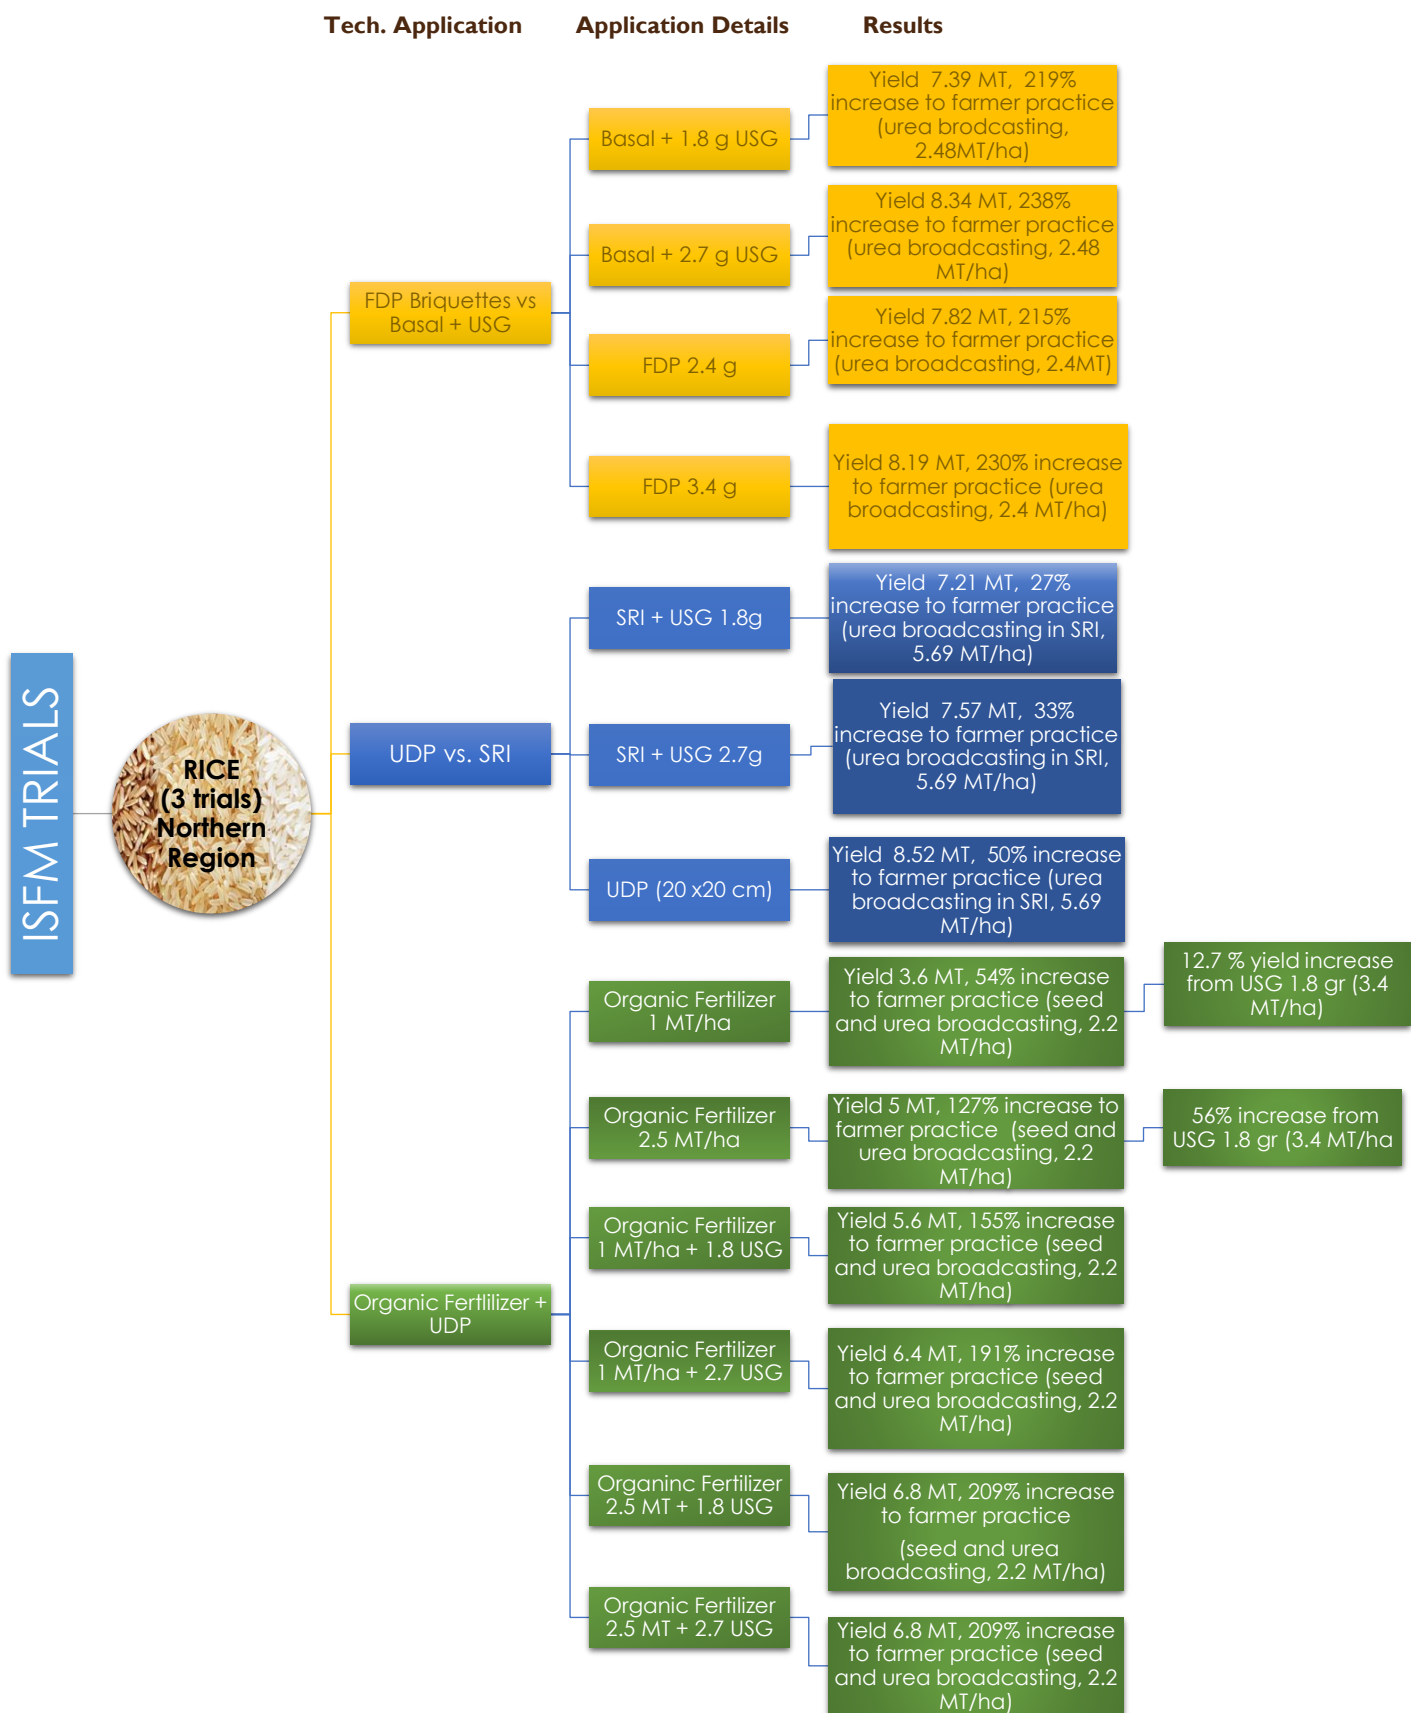 Tech. Application
Application Details
Results
ISFM TRIALS
RICE
(3 trials)
Northern
Region
FDP Briquettes vs
Basal + USG
Basal + 1.8 g USG
Yield  7.39 MT,  219%
increase to farmer practice
(urea brodcasting,
2.48MT/ha)
Basal + 2.7 g USG
Yield 8.34 MT, 238%
increase to farmer practice
(urea broadcasting, 2.48
MT/ha)
FDP 2.4 g
Yield 7.82 MT, 215%
increase to farmer practice
(urea broadcasting, 2.4MT)
FDP 3.4 g
Yield 8.19 MT, 230% increase
to farmer practice (urea
broadcasting, 2.4 MT/ha)
UDP vs. SRI
SRI + USG 1.8g
Yield  7.21 MT,  27%
increase to farmer practice
(urea broadcasting in SRI,
5.69 MT/ha)
SRI + USG 2.7g
Yield  7.57 MT,  33%
increase to farmer practice
(urea broadcasting in SRI,
5.69 MT/ha)
UDP (20 x20 cm)
Yield  8.52 MT,  50% increase
to farmer practice (urea
broadcasting in SRI, 5.69
MT/ha)
Organic Fertlilizer +
UDP
Organic Fertilizer
1 MT/ha
Yield 3.6 MT, 54% increase
to farmer practice (seed
and urea broadcasting, 2.2
MT/ha)
12.7 % yield increase
from USG 1.8 gr (3.4
MT/ha)
Organic Fertilizer
2.5 MT/ha
Yield 5 MT, 127% increase to
farmer practice  (seed and
urea broadcasting, 2.2
MT/ha)
56% increase from
USG 1.8 gr (3.4 MT/ha
Organic Fertilizer
1 MT/ha + 1.8 USG
Yield 5.6 MT, 155% increase
to farmer practice (seed
and urea broadcasting, 2.2
MT/ha)
Organic Fertilizer
1 MT/ha + 2.7 USG
Yield 6.4 MT, 191% increase
to farmer practice (seed
and urea broadcasting, 2.2
MT/ha)
Organinc Fertilizer
2.5 MT + 1.8 USG
Yield 6.8 MT, 209% increase
to farmer practice
(seed and urea
broadcasting, 2.2 MT/ha)
Organic Fertilizer
2.5 MT + 2.7 USG
Yield 6.8 MT, 209% increase
to farmer practice (seed
and urea broadcasting, 2.2
MT/ha)